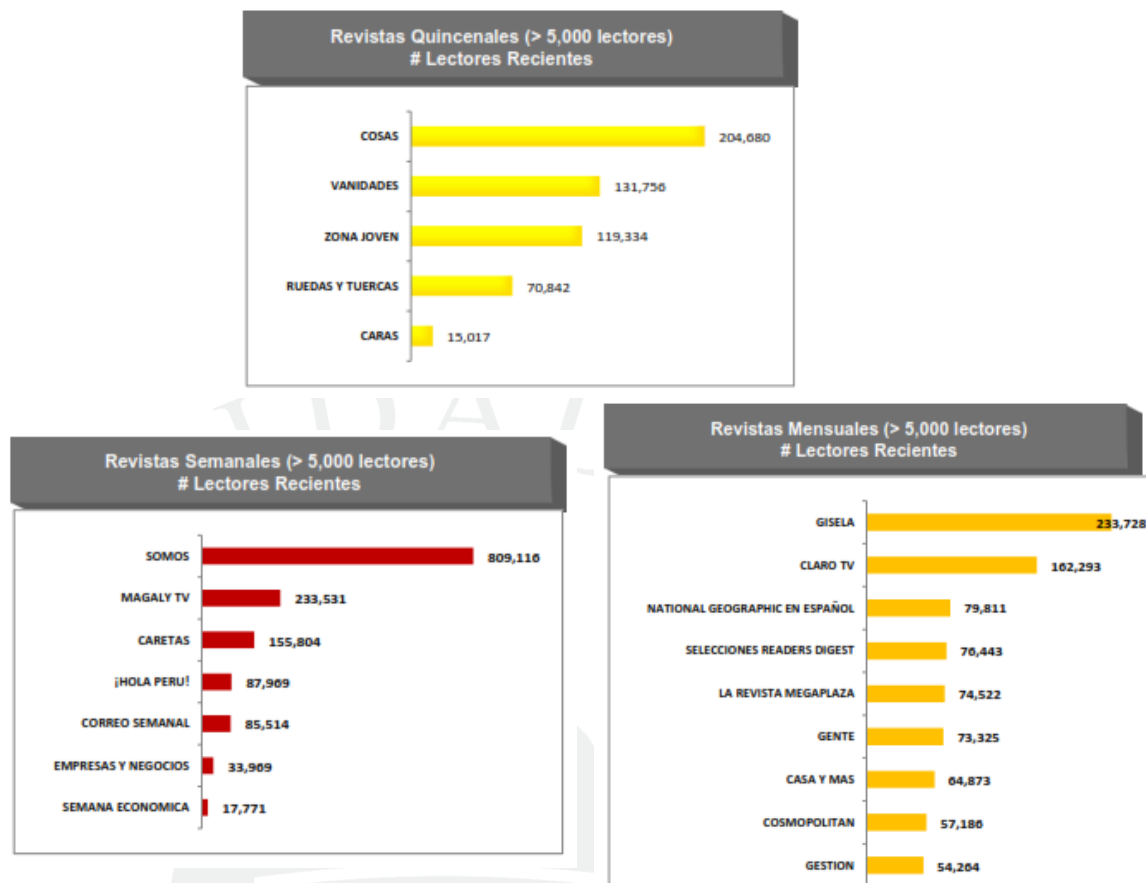 Revistas Quincenales (> 5,000 lectores)
# Lectores Recientes
COSAS 204,680
VANIDADES 131,756
ZONA JOVEN 119,334
RUEDAS Y TUERCAS 70,842
CARAS 15,017
Revistas Semanales (> 5,000 lectores)
# Lectores Recientes
SOMOS 809,116
MAGALY TV 233,531
CARETAS 155,804
¡HOLA PERU! 87,969
CORREO SEMANAL 85,514
EMPRESAS Y NEGOCIOS 33,969
SEMANA ECONOMICA 17,771
Revistas Mensuales (> 5,000 lectores)
# Lectores Recientes
GISELA 233,728
CLARO TV 162,293
NATIONAL GEOGRAPHIC EN ESPAÑOL 79,811
SELECCIONES READERS DIGEST 76,443
LA REVISTA MEGAPLAZA 74,522
GENTE 73,325
CASA Y MAS 64,873
COSMOPOLITAN 57,186
GESTION 54,264